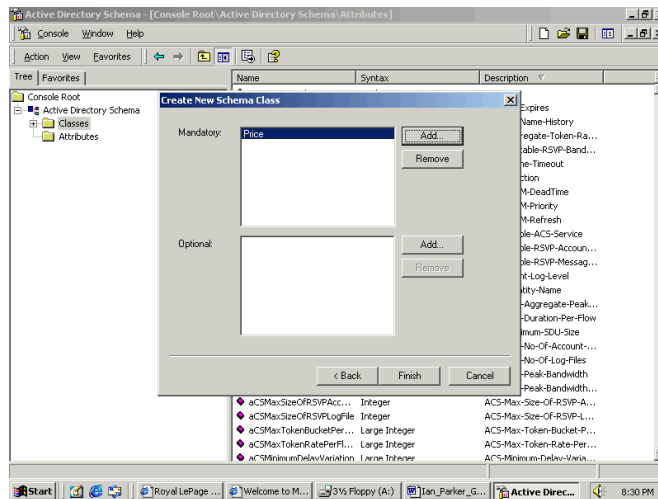 Active Directory Schema - [Console Root\Active Directory Schema\Attributes]
Console Window Help
Action View Favorites
Tree Favorites
Name Syntax Description
Console Root
Active Directory Schema
Classes
Attributes
Create New Schema Class
Mandatory:
Price
Add...
Remove
Optional:
Add...
Remove
< Back Finish Cancel
Expires
Name-History
regate-Token-Ra...
table-RSVP-Band...
me-Timeout
ction
M-DeadTime
M-Priority
M-Refresh
ble-ACS-Service
ble-RSVP-Accoun...
ble-RSVP-Messag...
nt-Log-Level
tity-Name
-Aggregate-Peak...
-Duration-Per-Flow
imum-SDU-Size
-No-Of-Account-...
-No-Of-Log-Files
-Peak-Bandwidth
-Peak-Bandwidth...
aCSMaxSizeOfRSVPAcc... Integer ACS-Max-Size-Of-RSVP-A...
aCSMaxSizeOfRSVPLogFile Integer ACS-Max-Size-Of-RSVP-L...
aCSMaxTokenBucketPer... Large Integer ACS-Max-Token-Bucket-P...
aCSMaxTokenRatePerFl... Large Integer ACS-Max-Token-Rate-Per...
aCSMinimumDelayVariation Large Integer ACS-Minimum-Delay-Varia...
Start Royal LePage ... Welcome to M... 3½ Floppy (A:) Ian_Parker_G... Active Direc... 8:30 PM